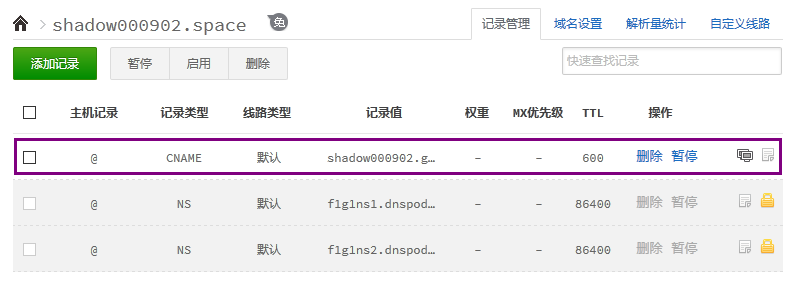 shadow000902.space 免 记录管理 域名设置 解析量统计 自定义线路
添加记录 暂停 启用 删除 快速查找记录
主机记录 记录类型 线路类型 记录值 权重 MX优先级 TTL 操作
@ CNAME 默认 shadow000902.g… – – 600 删除 暂停
@ NS 默认 f1g1ns1.dnspod… – – 86400 删除 暂停
@ NS 默认 f1g1ns2.dnspod… – – 86400 删除 暂停